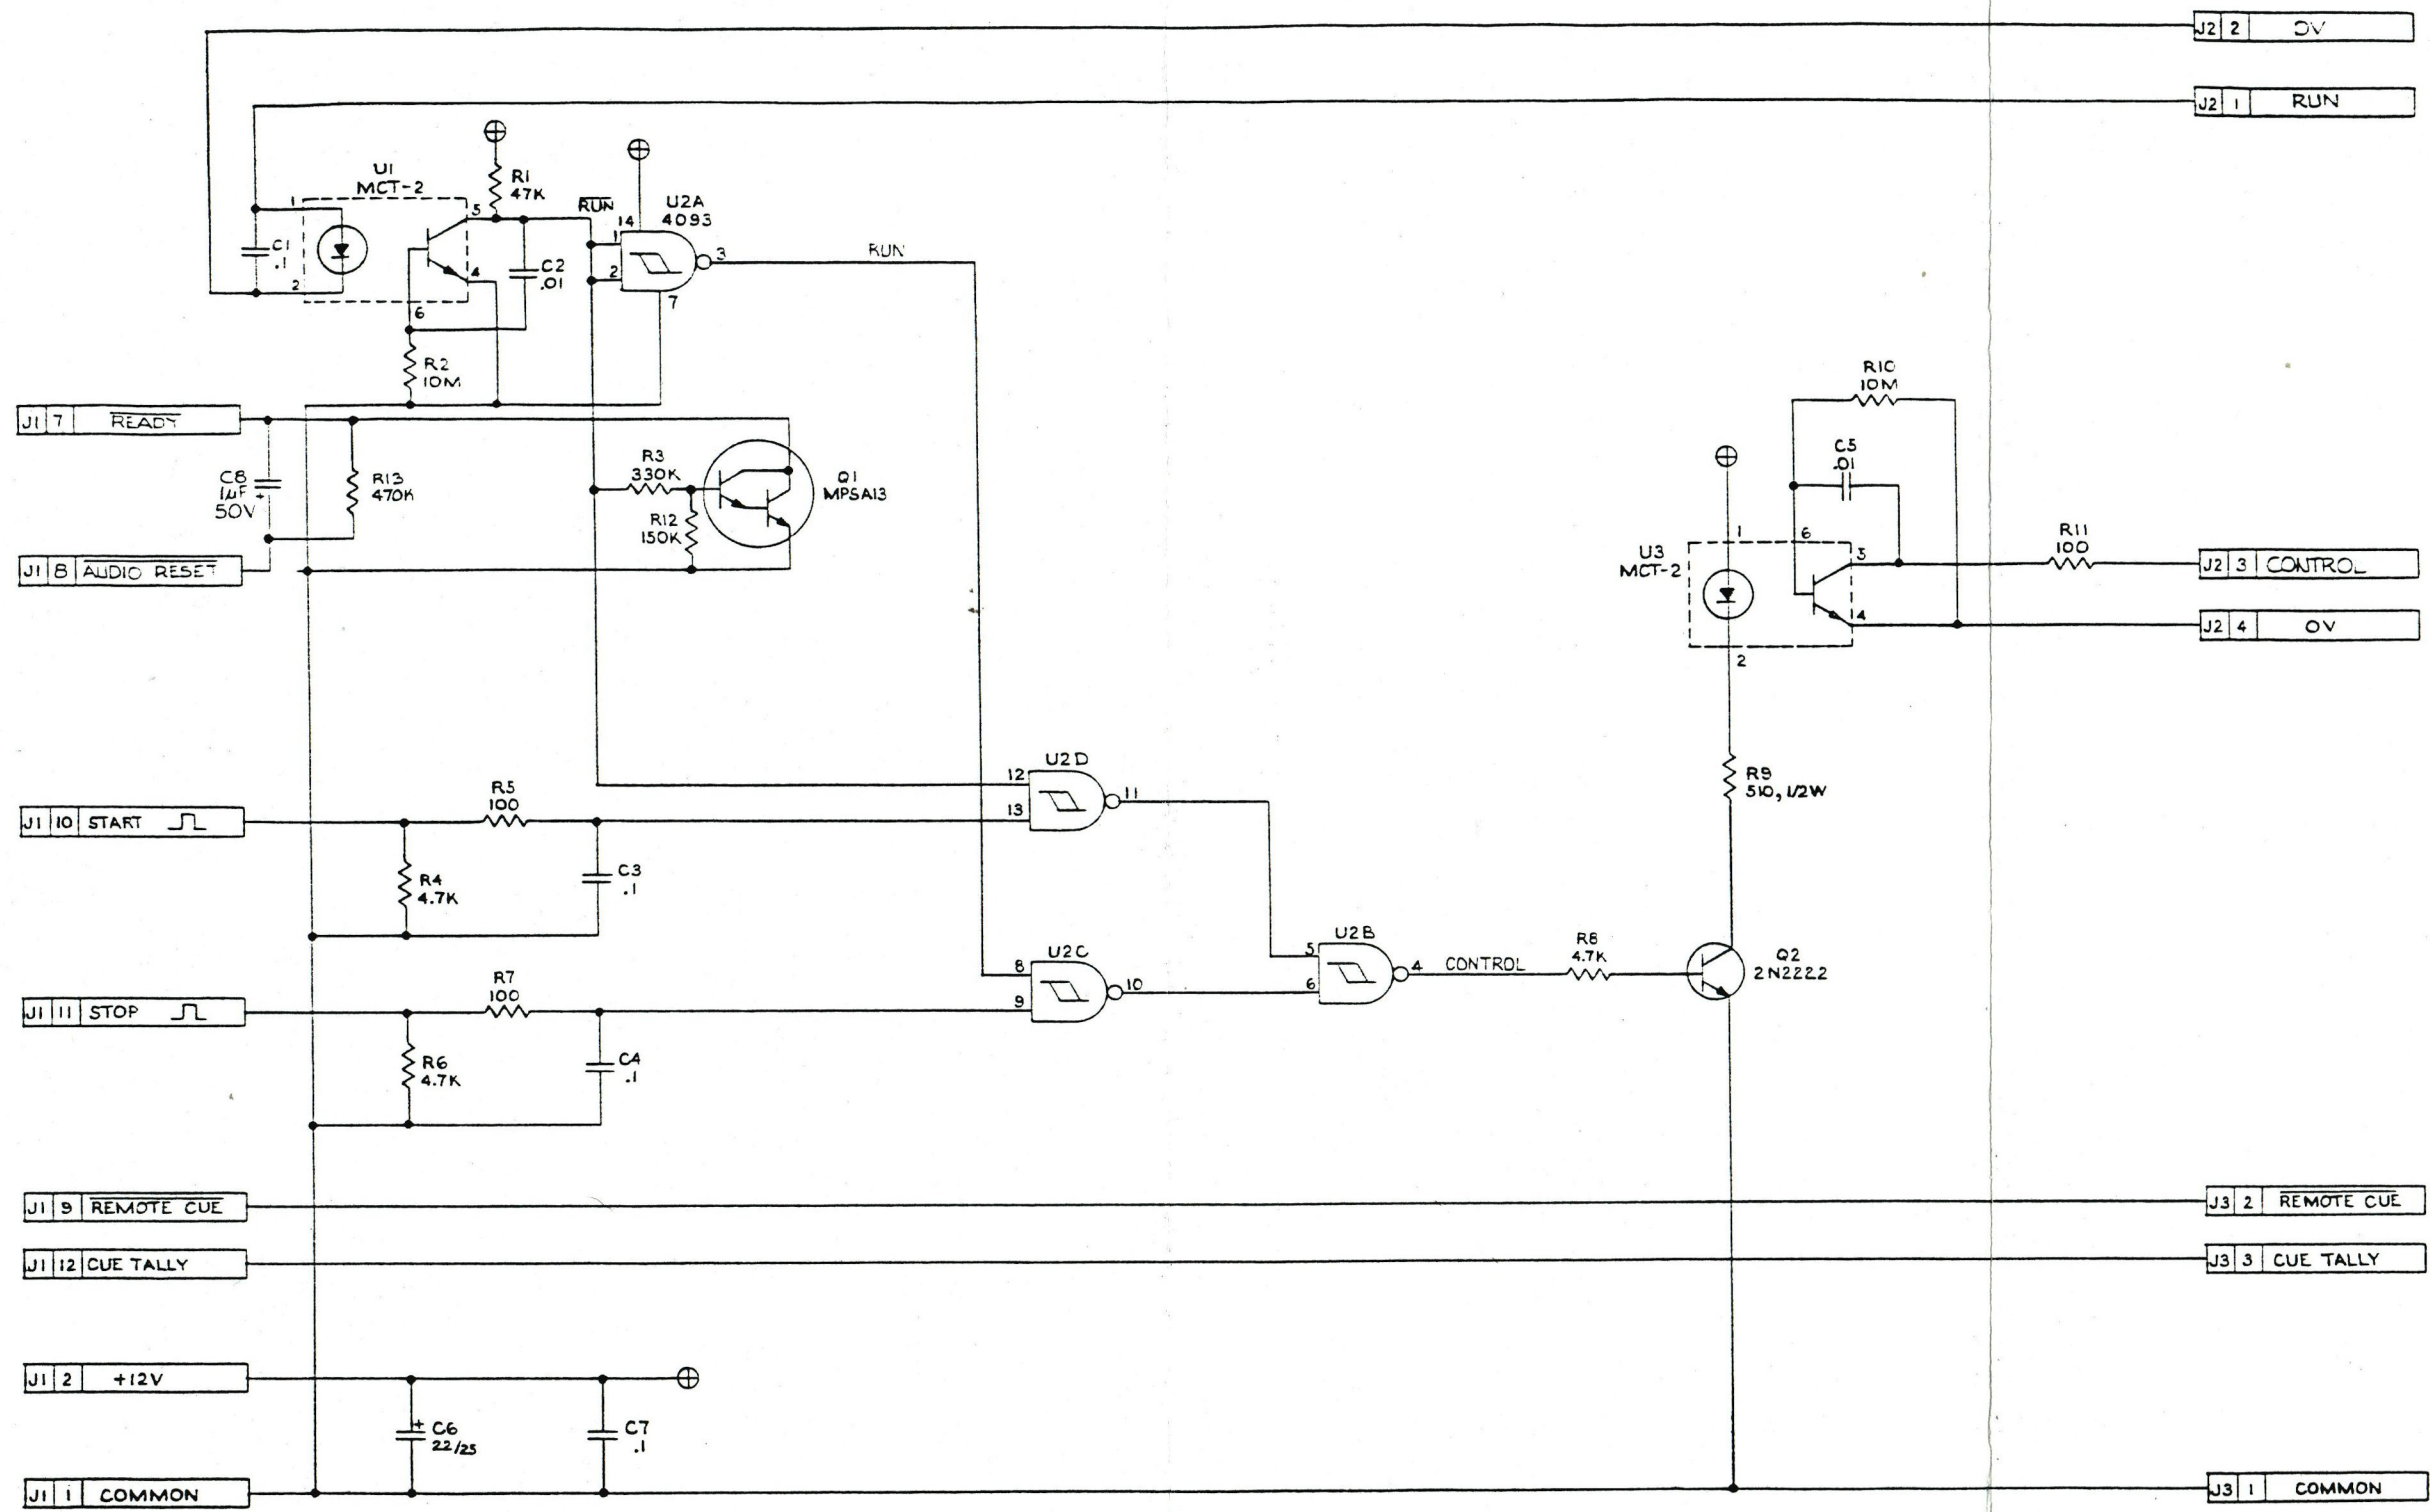 J2 2 0V
J2 1 RUN
U1
MCT-2
1
2
5
4
6
C1
.1
R1
47K
C2
.01
R2
10M
RUN
U2A
4093
14
1
2
3
7
RUN
J1 7 READY
C8
1µF
+
50V
R13
470K
R3
330K
R12
150K
Q1
MPSA13
J1 8 AUDIO RESET
R10
10M
C5
.01
U3
MCT-2
1
6
5
4
2
R11
100
J2 3 CONTROL
J2 4 0V
R9
510, 1/2W
U2D
12
13
11
J1 10 START
R5
100
R4
4.7K
C3
.1
U2C
8
9
10
U2B
5
6
4
CONTROL
R8
4.7K
Q2
2N2222
J1 11 STOP
R7
100
R6
4.7K
C4
.1
J1 9 REMOTE CUE
J3 2 REMOTE CUE
J1 12 CUE TALLY
J3 3 CUE TALLY
J1 2 +12V
+
C6
22/25
C7
.1
J1 1 COMMON
J3 1 COMMON